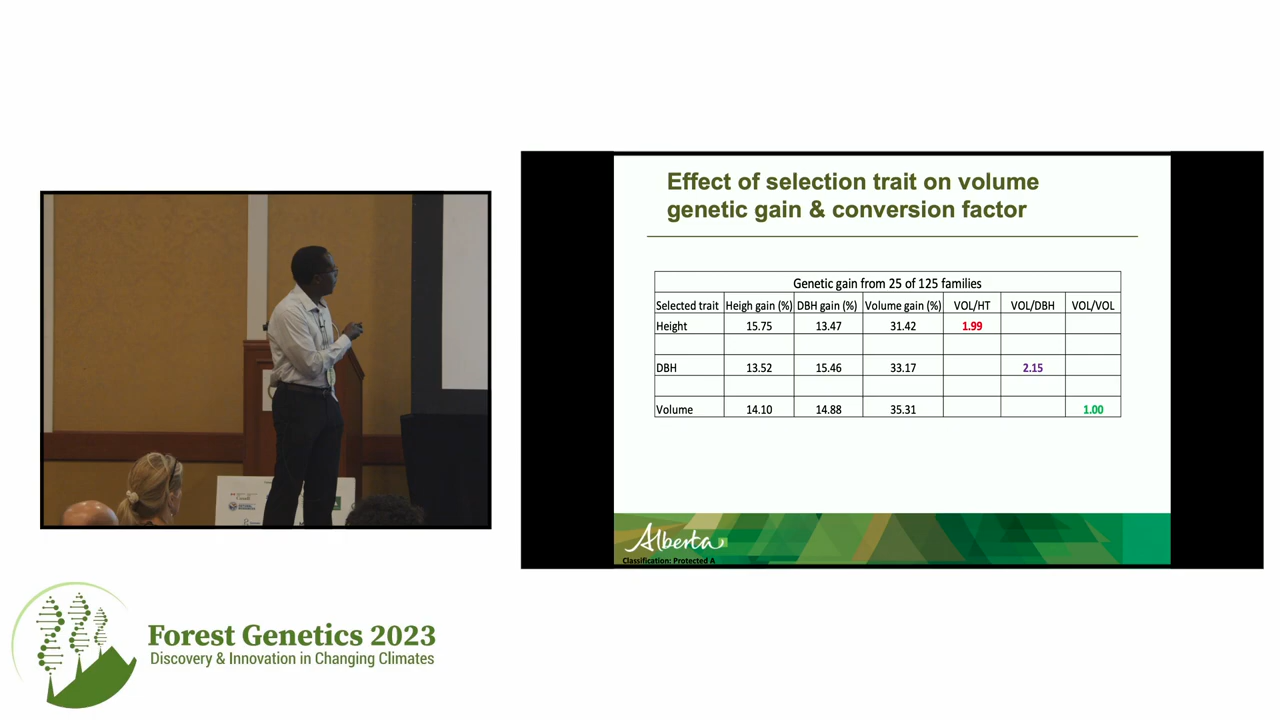 Effect of selection trait on volume
genetic gain & conversion factor
Genetic gain from 25 of 125 families
Selected trait Heigh gain (%) DBH gain (%) Volume gain (%) VOL/HT VOL/DBH VOL/VOL
Height 15.75 13.47 31.42 1.99
DBH 13.52 15.46 33.17 2.15
Volume 14.10 14.88 35.31 1.00
Alberta
Classification: Protected A
Forest Genetics 2023
Discovery & Innovation in Changing Climates